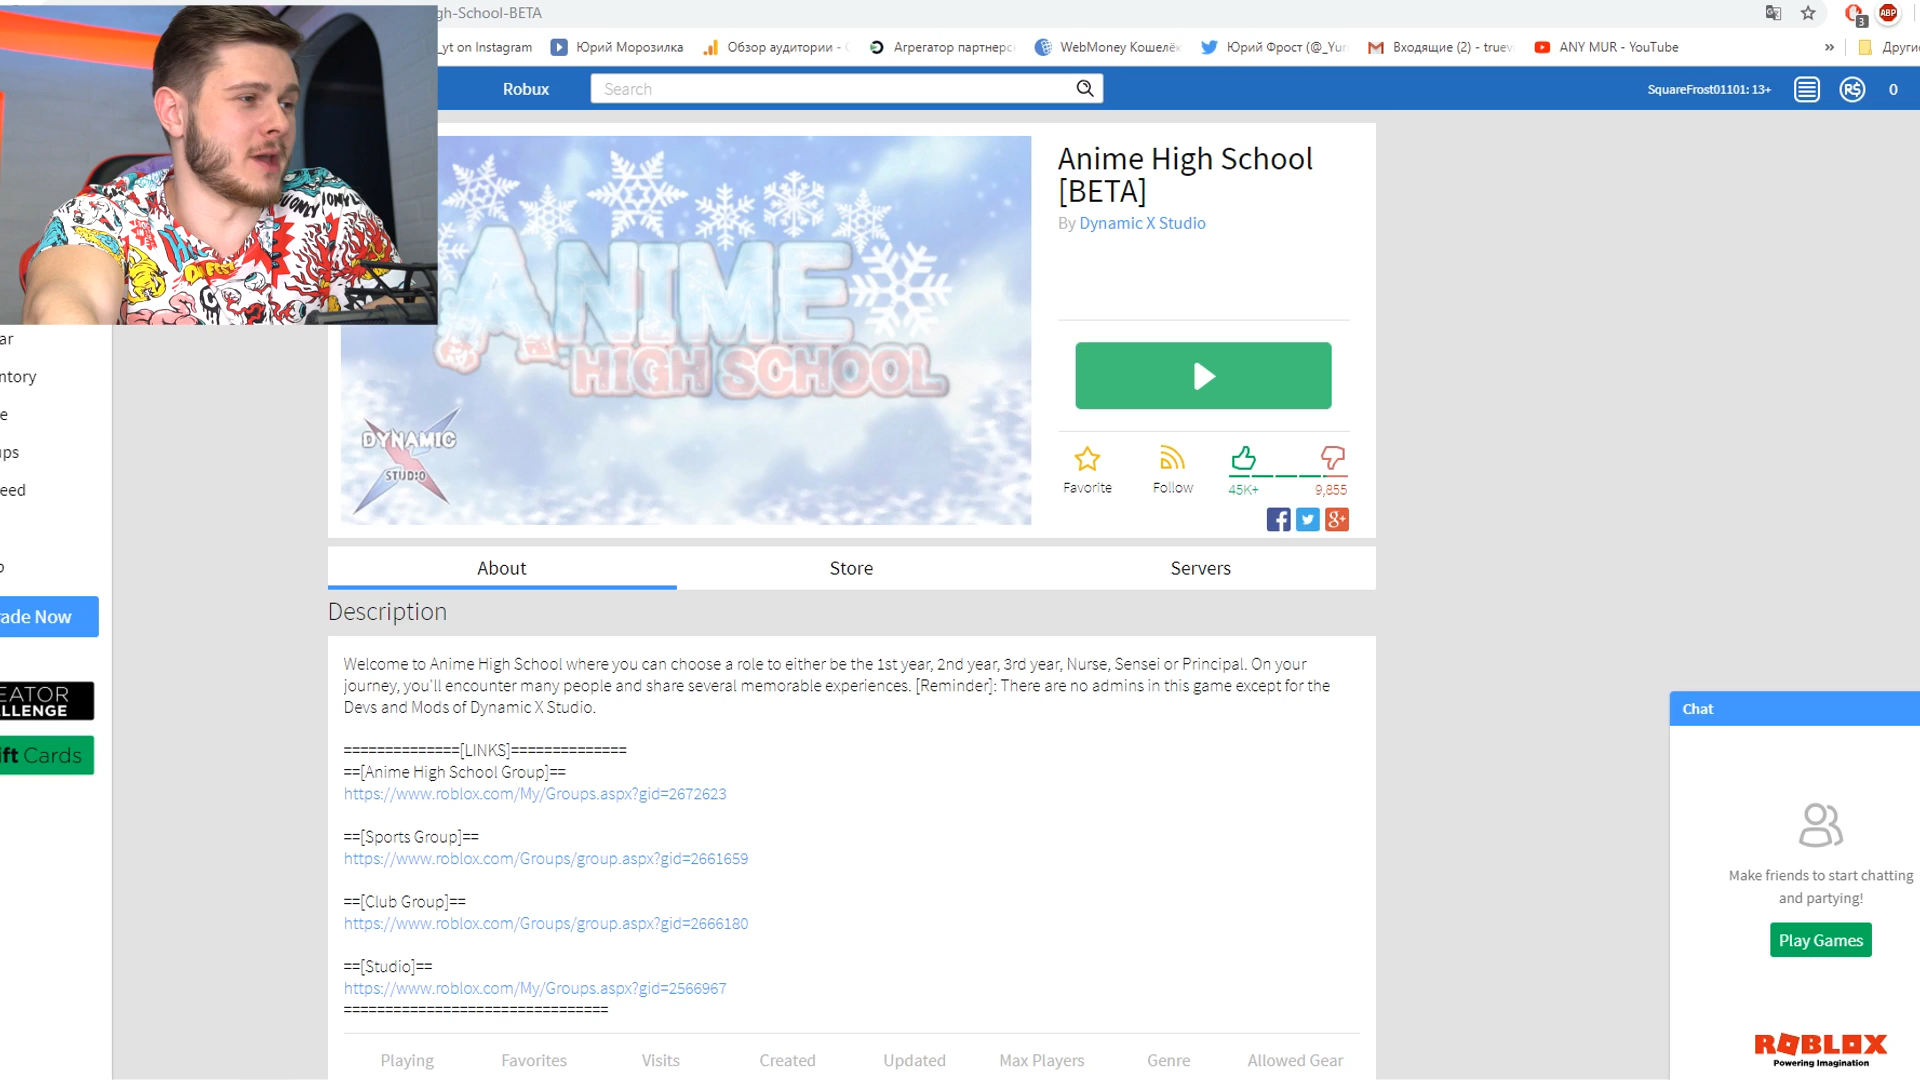 gh-School-BETA
_yt on Instagram
Юрий Морозилка
Обзор аудитории -
Агрегатор партнерс
WebMoney Кошелёк
Юрий Фрост (@_Yur
Входящие (2) - truev
ANY MUR - YouTube
»
Другие
3
ABP
Robux
Search
SquareFrost01101: 13+
R$
0
ANIME
HIGH SCHOOL
DYNAMIC
STUDIO
Anime High School
[BETA]
By Dynamic X Studio
Favorite
Follow
45K+
9,855
ar
ntory
e
ups
eed
rade Now
EATOR
LLENGE
ift Cards
About
Store
Servers
Description
Welcome to Anime High School where you can choose a role to either be the 1st year, 2nd year, 3rd year, Nurse, Sensei or Principal. On your
journey, you'll encounter many people and share several memorable experiences. [Reminder]: There are no admins in this game except for the
Devs and Mods of Dynamic X Studio.
==============[LINKS]==============
==[Anime High School Group]==
https://www.roblox.com/My/Groups.aspx?gid=2672623
==[Sports Group]==
https://www.roblox.com/Groups/group.aspx?gid=2661659
==[Club Group]==
https://www.roblox.com/Groups/group.aspx?gid=2666180
==[Studio]==
https://www.roblox.com/My/Groups.aspx?gid=2566967
================================
Playing
Favorites
Visits
Created
Updated
Max Players
Genre
Allowed Gear
Chat
Make friends to start chatting
and partying!
Play Games
ROBLOX
Powering Imagination